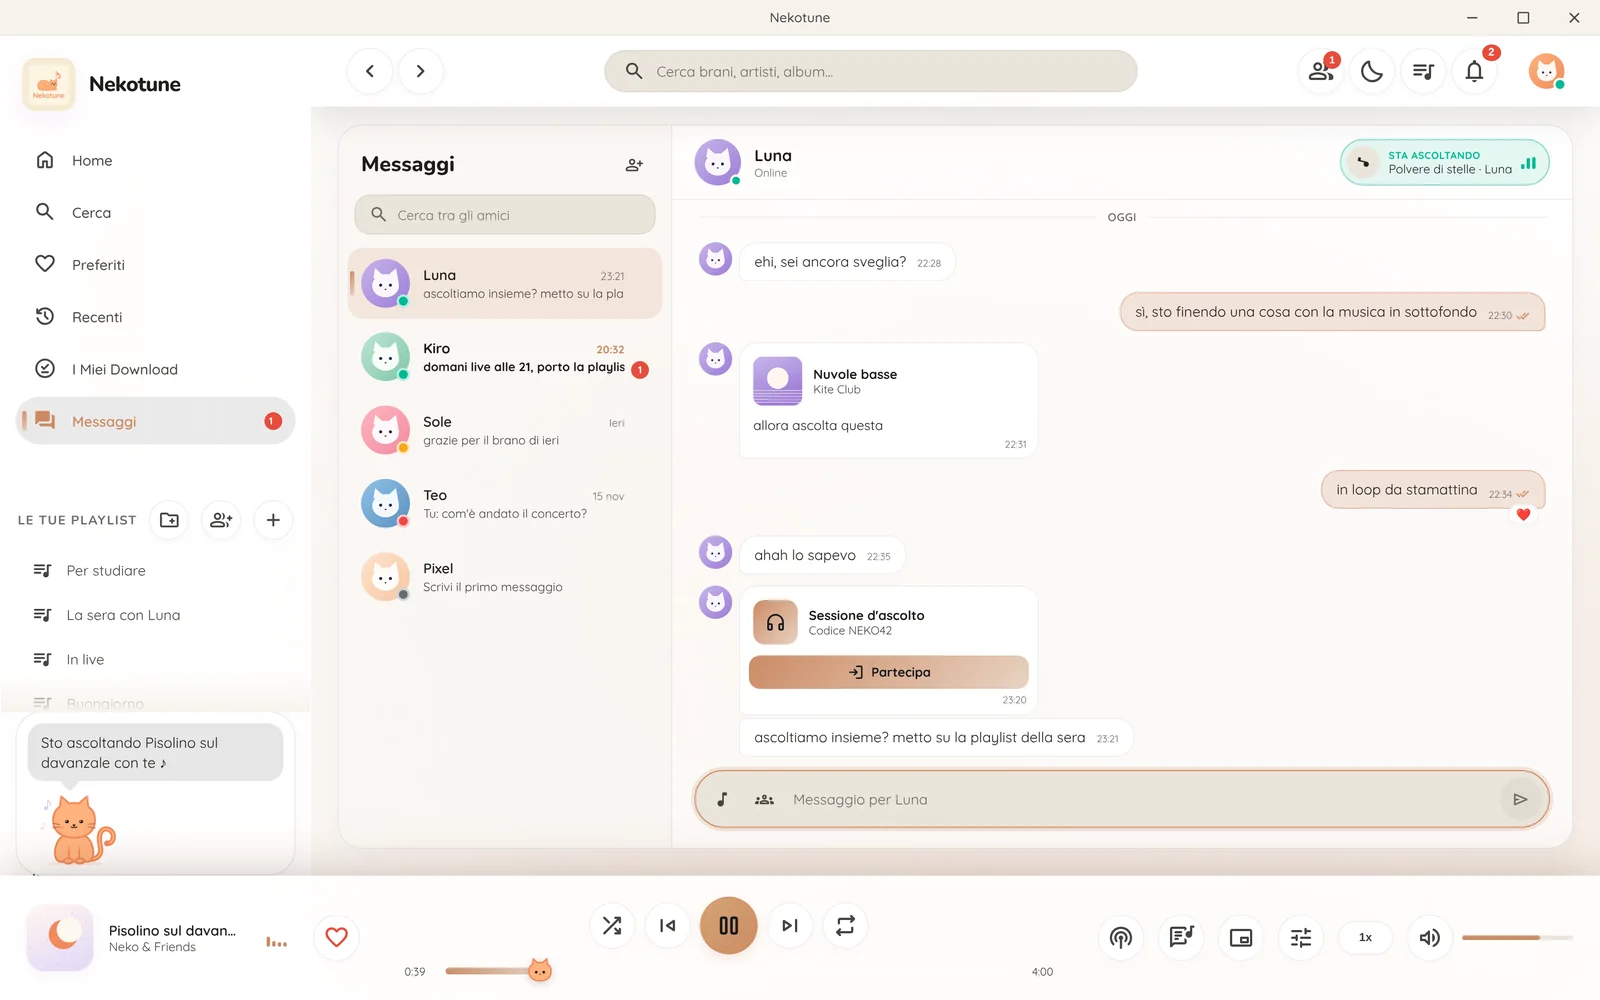 Nekotune
Nekotune
Nekotune
Cerca brani, artisti, album...
1
2
Home
Cerca
Preferiti
Recenti
I Miei Download
Messaggi
1
LE TUE PLAYLIST
Per studiare
La sera con Luna
In live
Buongiorno
Sto ascoltando Pisolino sul
davanzale con te ♪
Messaggi
Cerca tra gli amici
Luna
23:21
ascoltiamo insieme? metto su la pla
Kiro
20:32
domani live alle 21, porto la playlis
1
Sole
Ieri
grazie per il brano di ieri
Teo
15 nov
Tu: com'è andato il concerto?
Pixel
Scrivi il primo messaggio
Luna
Online
STA ASCOLTANDO
Polvere di stelle · Luna
OGGI
ehi, sei ancora sveglia? 22:28
sì, sto finendo una cosa con la musica in sottofondo 22:30
Nuvole basse
Kite Club
allora ascolta questa
22:31
in loop da stamattina 22:34
ahah lo sapevo 22:35
Sessione d'ascolto
Codice NEKO42
Partecipa
23:20
ascoltiamo insieme? metto su la playlist della sera 23:21
Messaggio per Luna
Pisolino sul davan...
Neko & Friends
0:39
4:00
1x